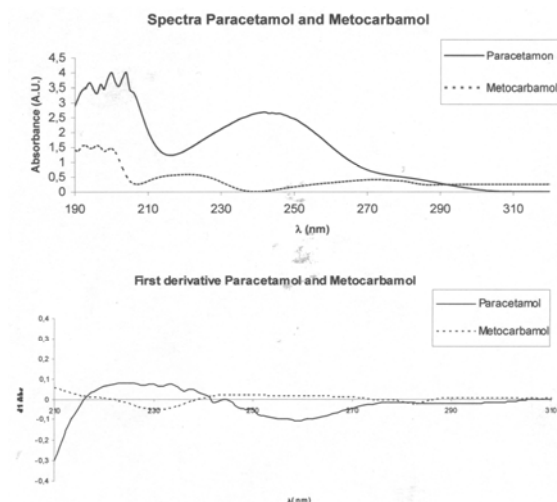 Spectra Paracetamol and Metocarbamol
Absorbance (A.U.)
4,5
4
3,5
3
2,5
2
1,5
1
0,5
0
190 210 230 250 270 290 310
λ (nm)
Paracetamon
Metocarbamol
First derivative Paracetamol and Metocarbamol
Paracetamol
Metocarbamol
0,4
0,3
0,2
0,1
0
-0,1
-0,2
-0,3
-0,4
210 230 250 270 290 310
λ(nm)